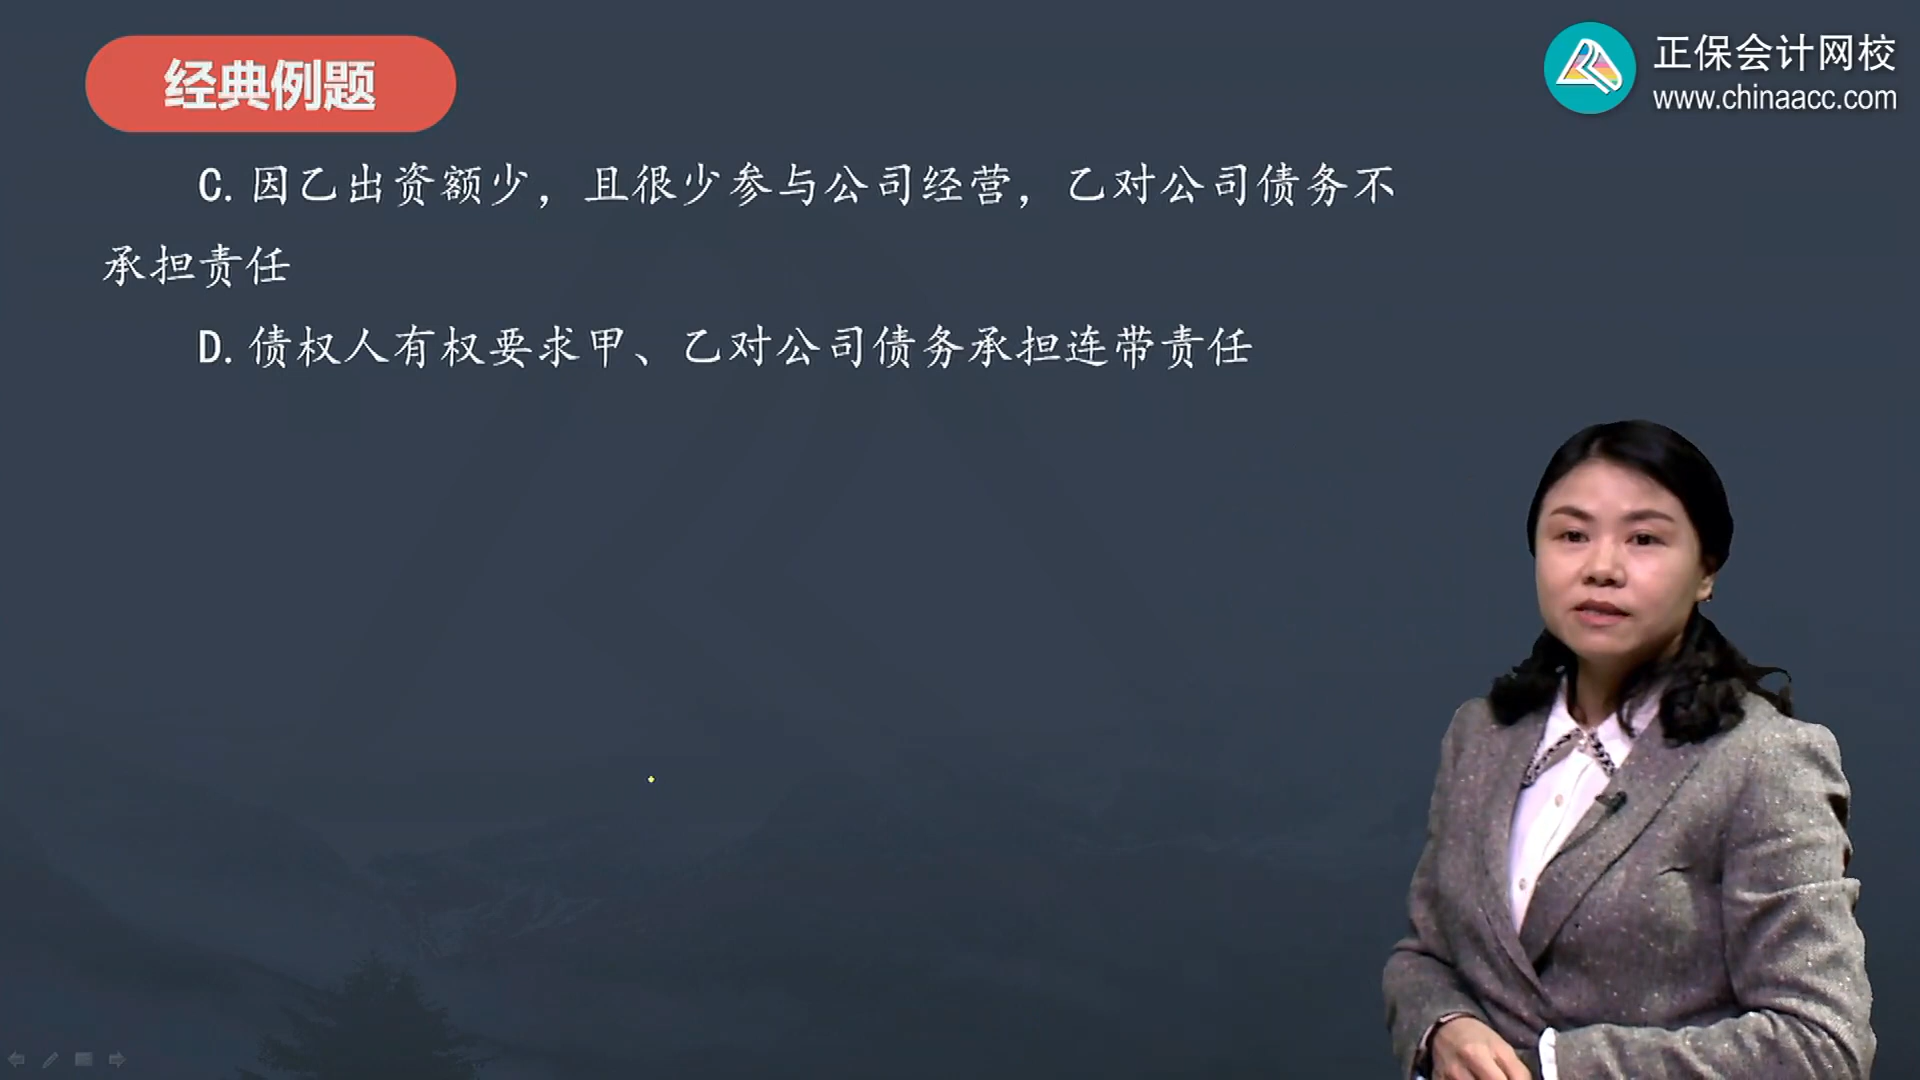 经典例题
正保会计网校
www.chinaacc.com
C.因乙出资额少，且很少参与公司经营，乙对公司债务不
承担责任
D.债权人有权要求甲、乙对公司债务承担连带责任